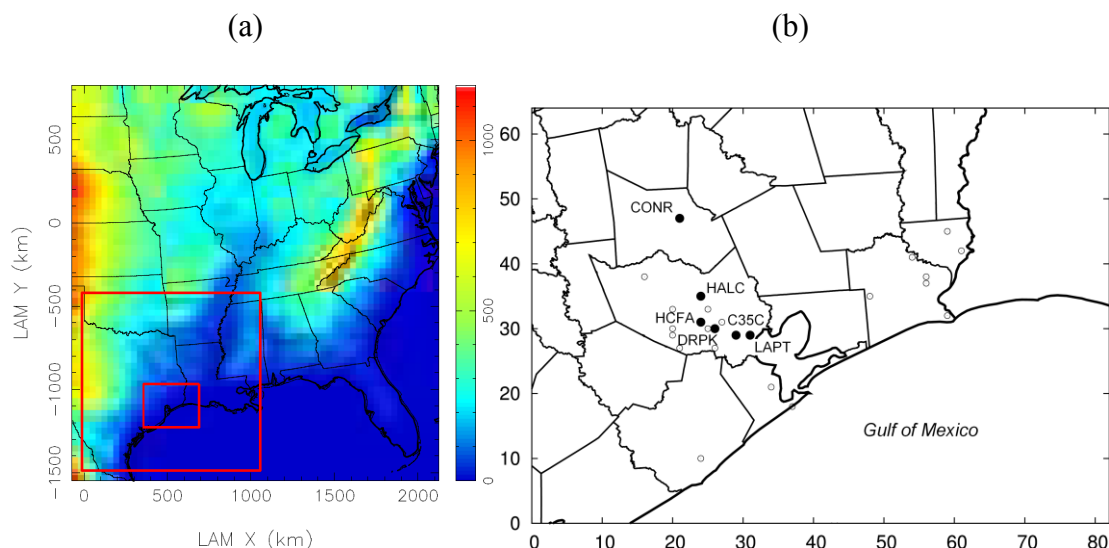 (a)
(b)
500
0
−500
−1000
−1500
LAM Y (km)
0
500
1000
1500
2000
LAM X (km)
1000
500
0
60
50
40
30
20
10
0
CONR
HALC
HCFA
C35C
DRPK
LAPT
Gulf of Mexico
0 10 20 30 40 50 60 70 80